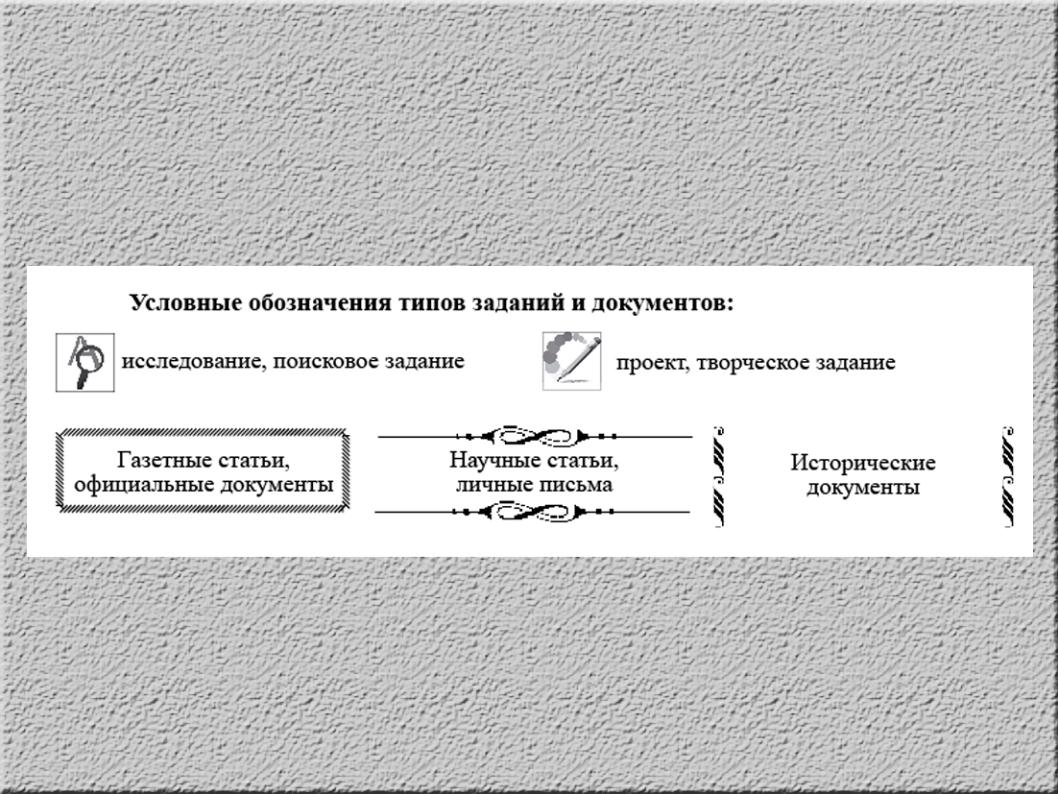 Условные обозначения типов заданий и документов:
исследование, поисковое задание
проект, творческое задание
Газетные статьи,
официальные документы
Научные статьи,
личные письма
Исторические
документы